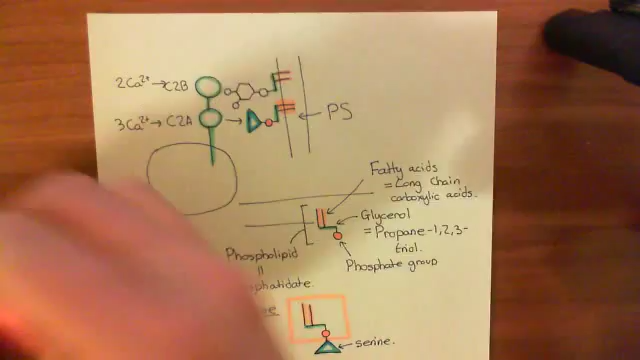 2Ca²⁺ → C2B
3Ca²⁺ → C2A
PS
Fatty acids
= Long Chain
carboxylic acids.
Glycerol
= Propane-1,2,3-
triol.
Phosphate group
Phospholipid
=
serine.